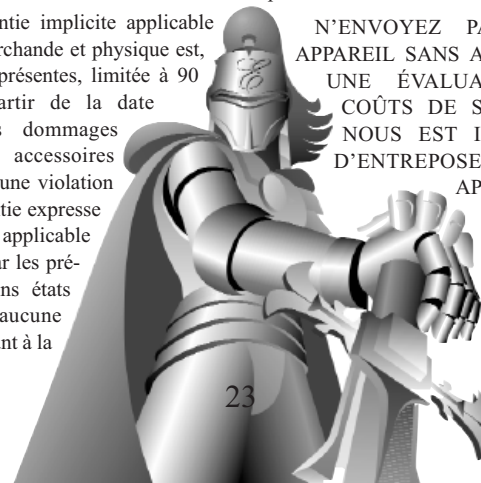 ntie implicite applicable
rchande et physique est,
présentes, limitée à 90
artir de la date
dommages
accessoires
une violation
tie expresse
applicable
ar les pré-
ns états
aucune
ant à la
N'ENVOYEZ
APPAREIL SANS
UNE ÉVALUA
COÛTS DE S
NOUS EST I
D'ENTREPOSE
AP
E
23